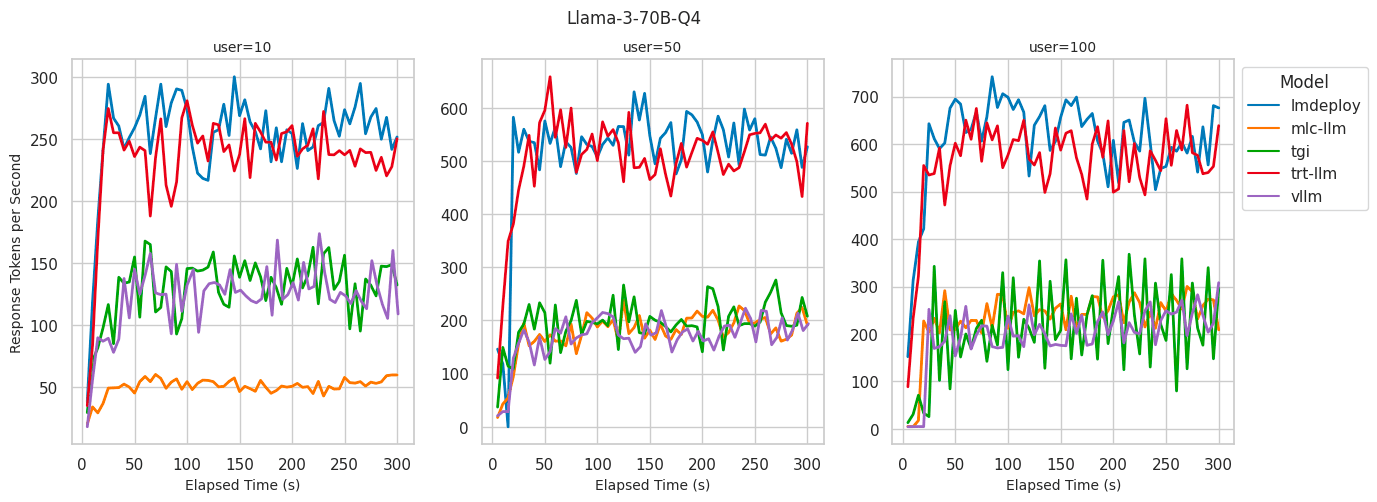 Llama-3-70B-Q4
user=10
Response Tokens per Second
300
250
200
150
100
50
0 50 100 150 200 250 300
Elapsed Time (s)
user=50
600
500
400
300
200
100
0
0 50 100 150 200 250 300
Elapsed Time (s)
user=100
700
600
500
400
300
200
100
0
0 50 100 150 200 250 300
Elapsed Time (s)
Model
lmdeploy
mlc-llm
tgi
trt-llm
vllm